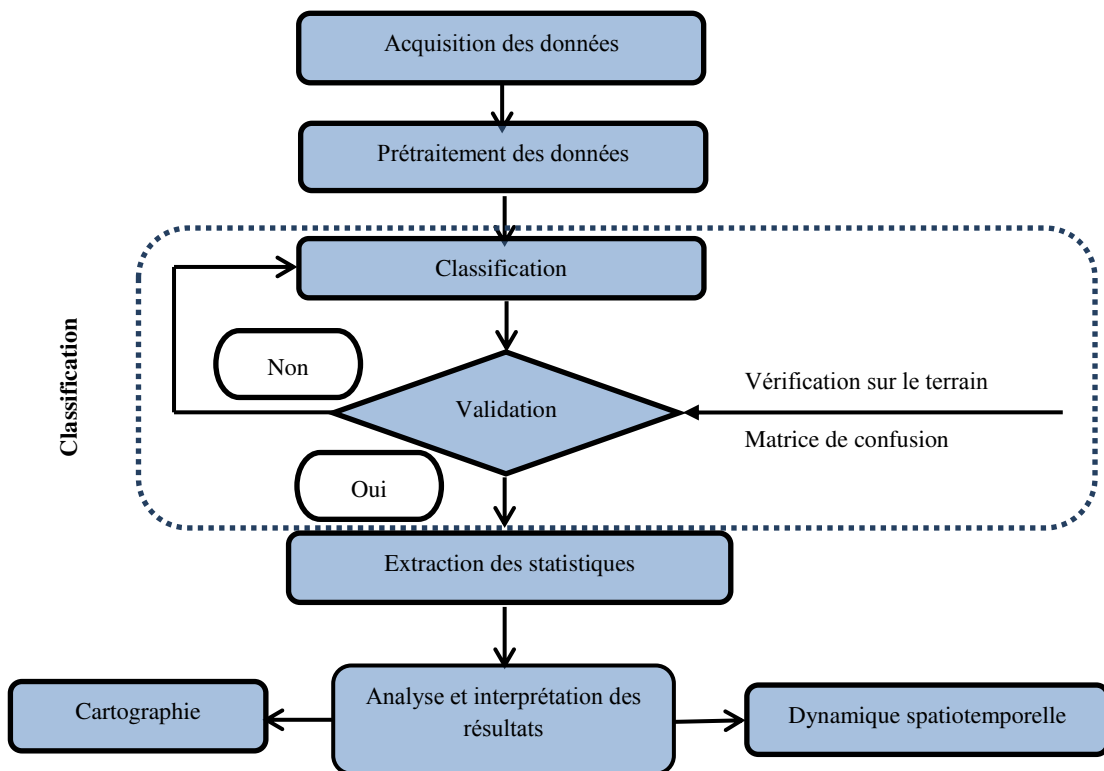 Acquisition des données
Prétraitement des données
Classification
Classification
Non
Validation
Vérification sur le terrain
Matrice de confusion
Oui
Extraction des statistiques
Cartographie
Analyse et interprétation des
résultats
Dynamique spatiotemporelle